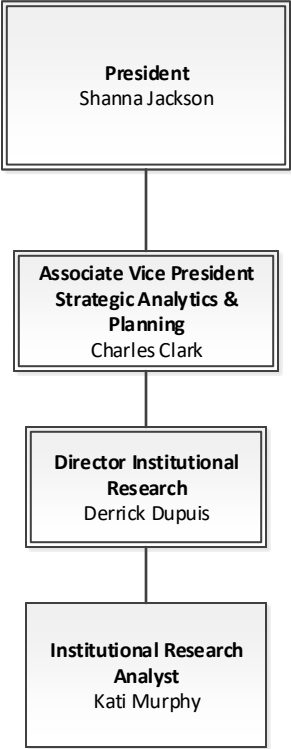 President
Shanna Jackson
Associate Vice President
Strategic Analytics &
Planning
Charles Clark
Director Institutional
Research
Derrick Dupuis
Institutional Research
Analyst
Kati Murphy